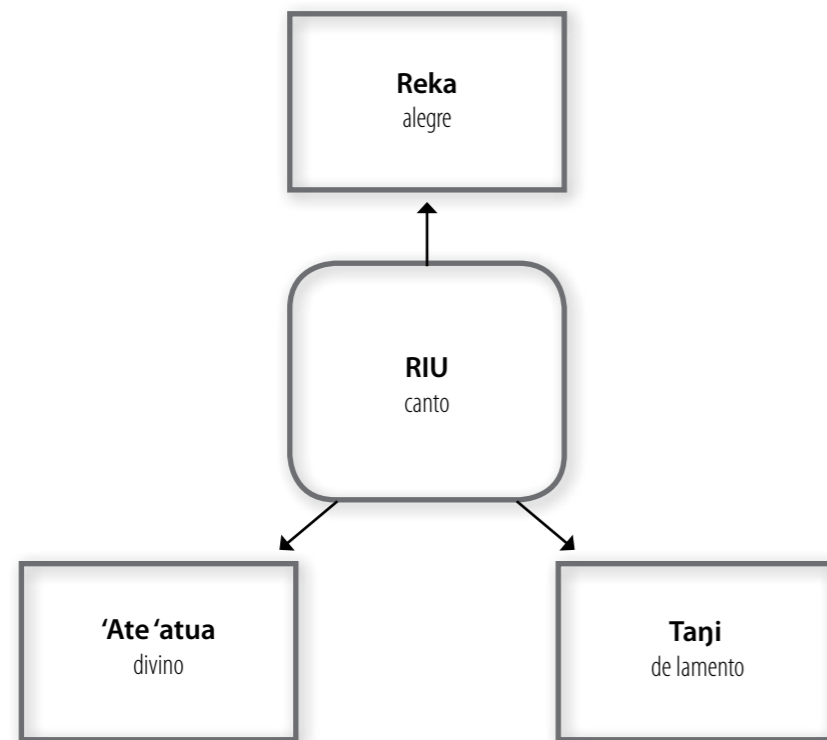 Reka
alegre
RIU
canto
‘Ate ‘atua
divino
Taŋi
de lamento